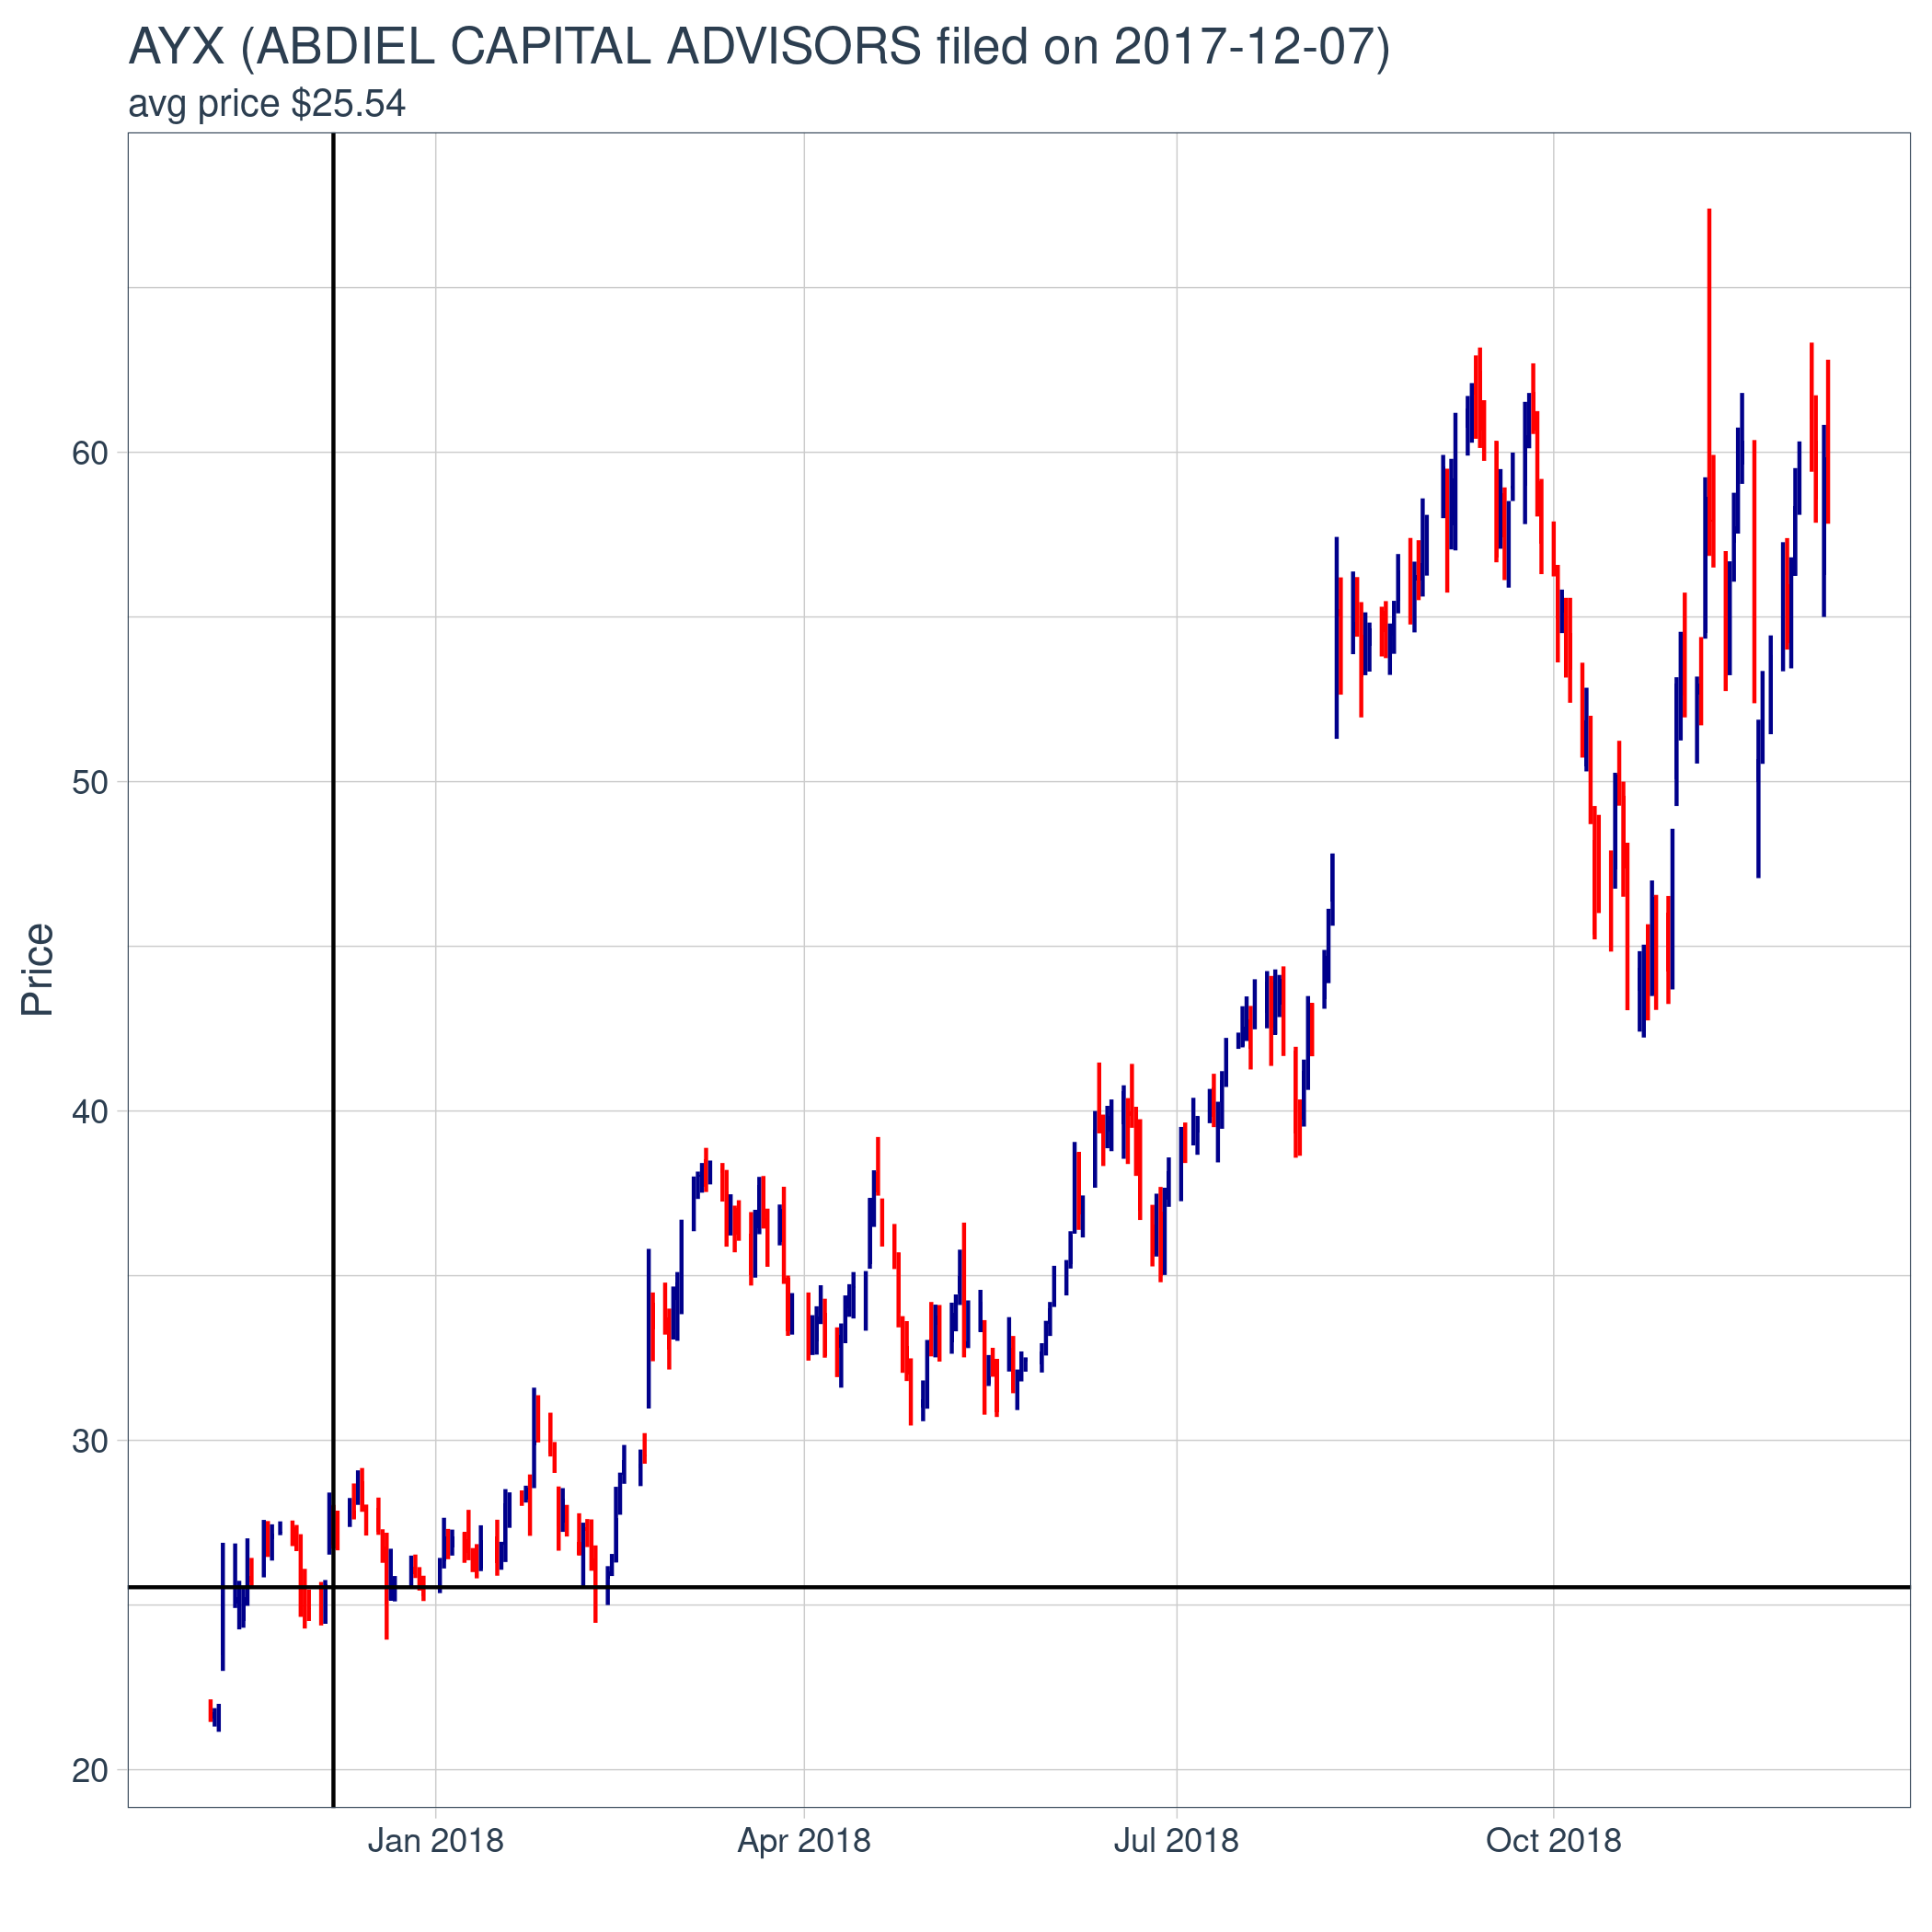 AYX (ABDIEL CAPITAL ADVISORS filed on 2017-12-07)
avg price $25.54
Price
60
50
40
30
20
Jan 2018
Apr 2018
Jul 2018
Oct 2018